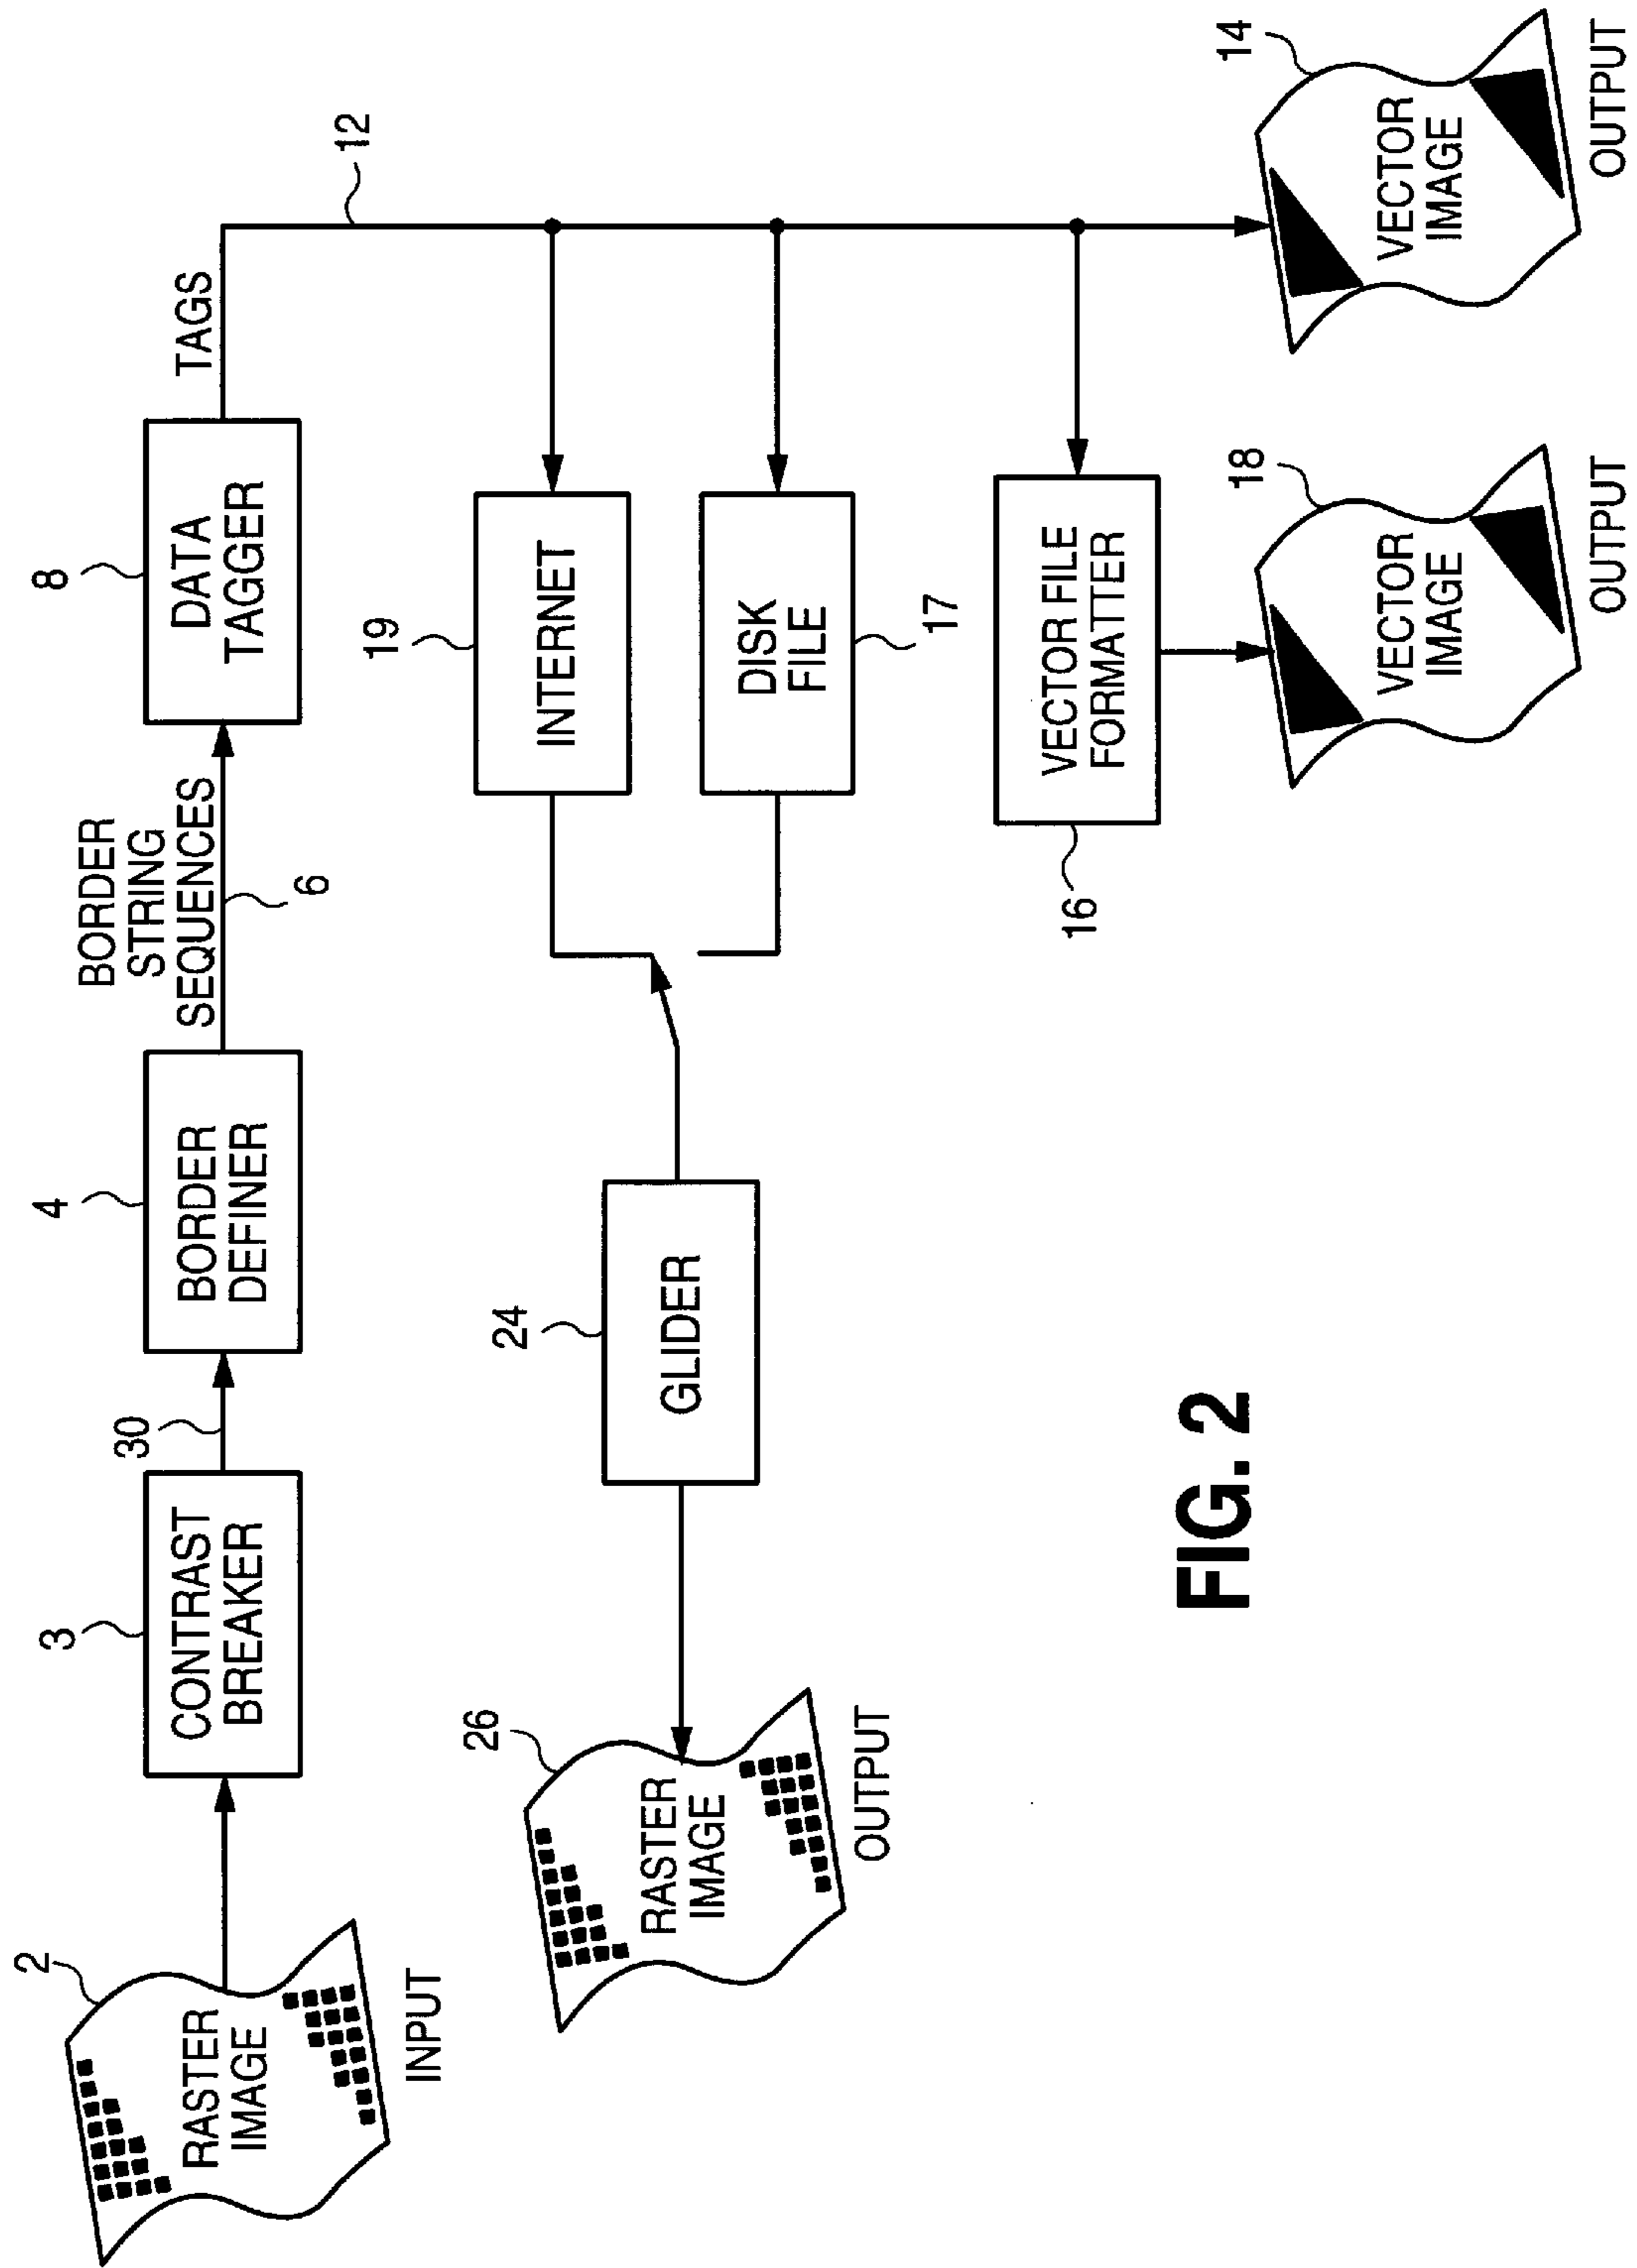 2
RASTER
IMAGE
INPUT
3
CONTRAST
BREAKER
30
4
BORDER
DEFINER
BORDER
STRING
SEQUENCES
6
8
DATA
TAGGER
TAGS
12
26
RASTER
IMAGE
OUTPUT
24
GLIDER
19
INTERNET
DISK
FILE
17
VECTOR FILE
FORMATTER
16
18
VECTOR
IMAGE
OUTPUT
14
VECTOR
IMAGE
OUTPUT
FIG. 2